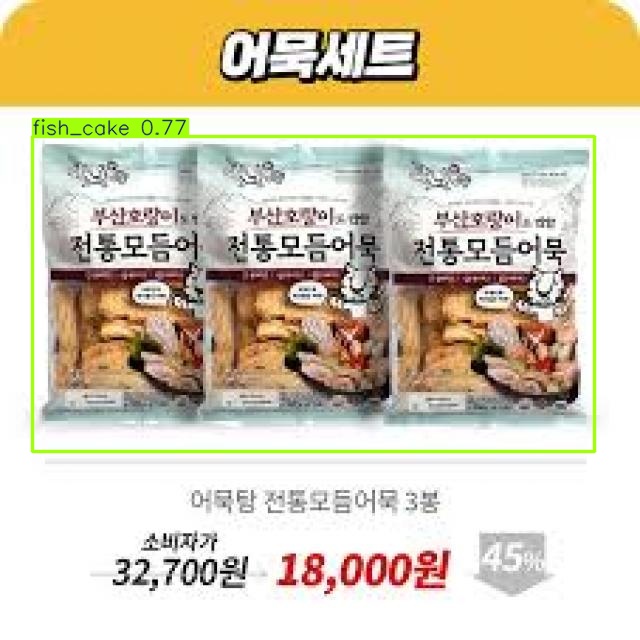 어묵세트
fish_cake 0.77
부산호랑이
전통모듬어
부산호랑이
전통모듬어묵
부산호랑이
전통모듬어묵
어묵탕 전통모듬어묵 3봉
소비자가
32,700원
18,000원
45%